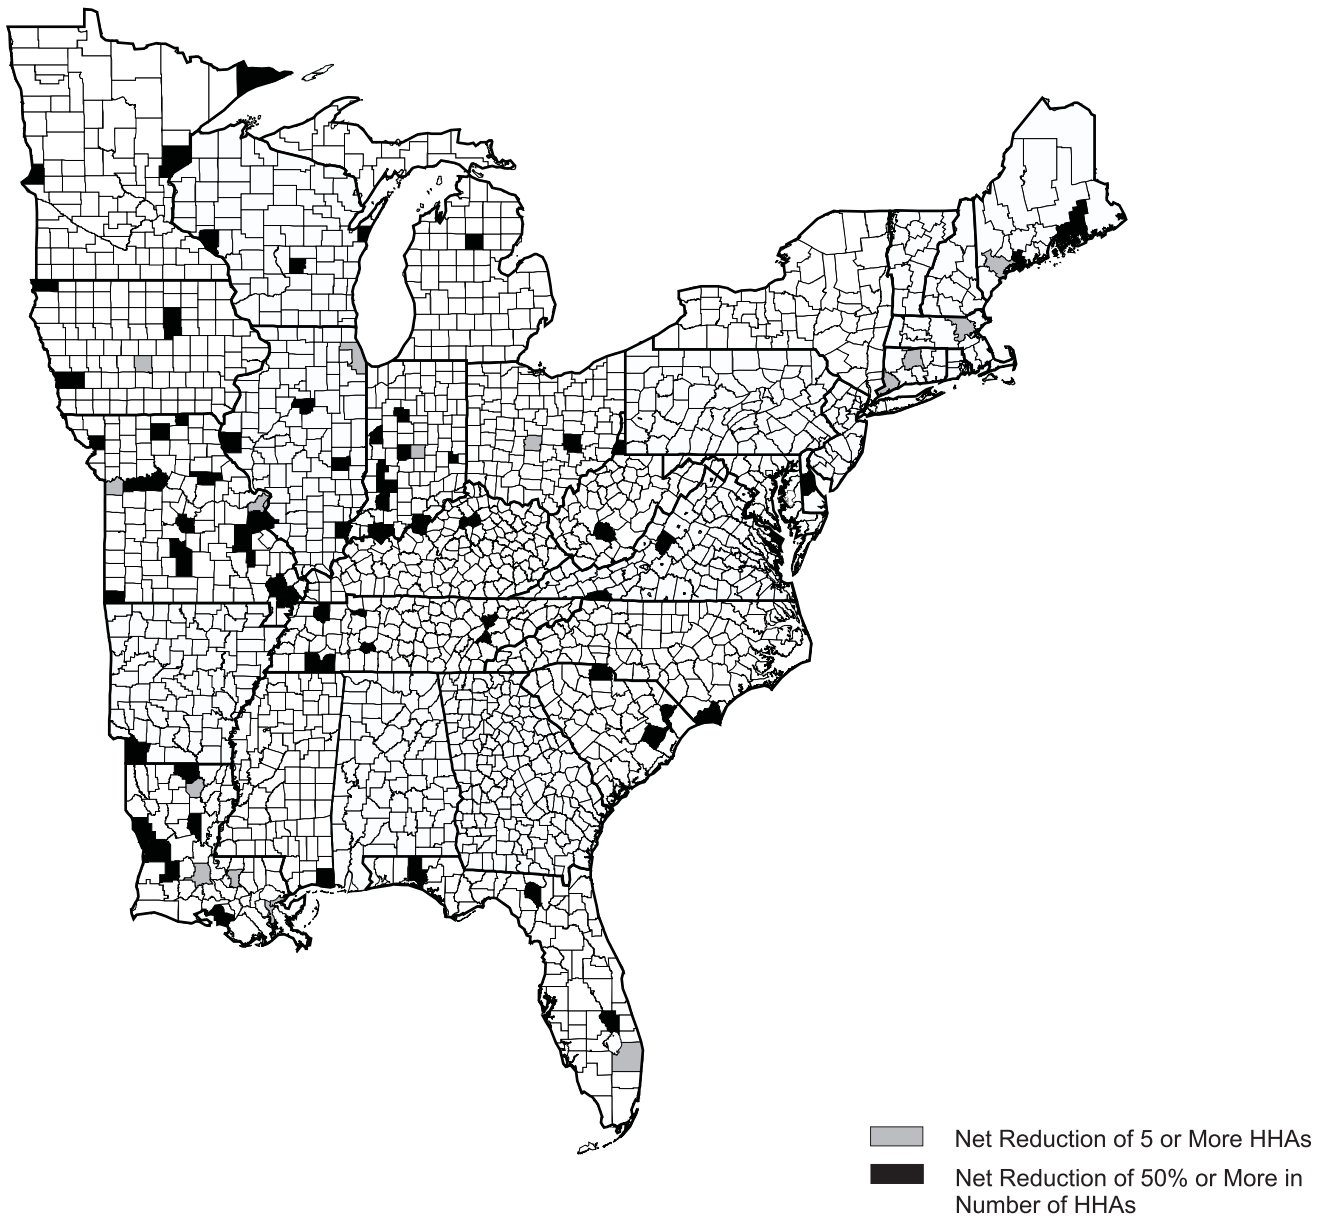 Net Reduction of 5 or More HHAs
Net Reduction of 50% or More in
Number of HHAs